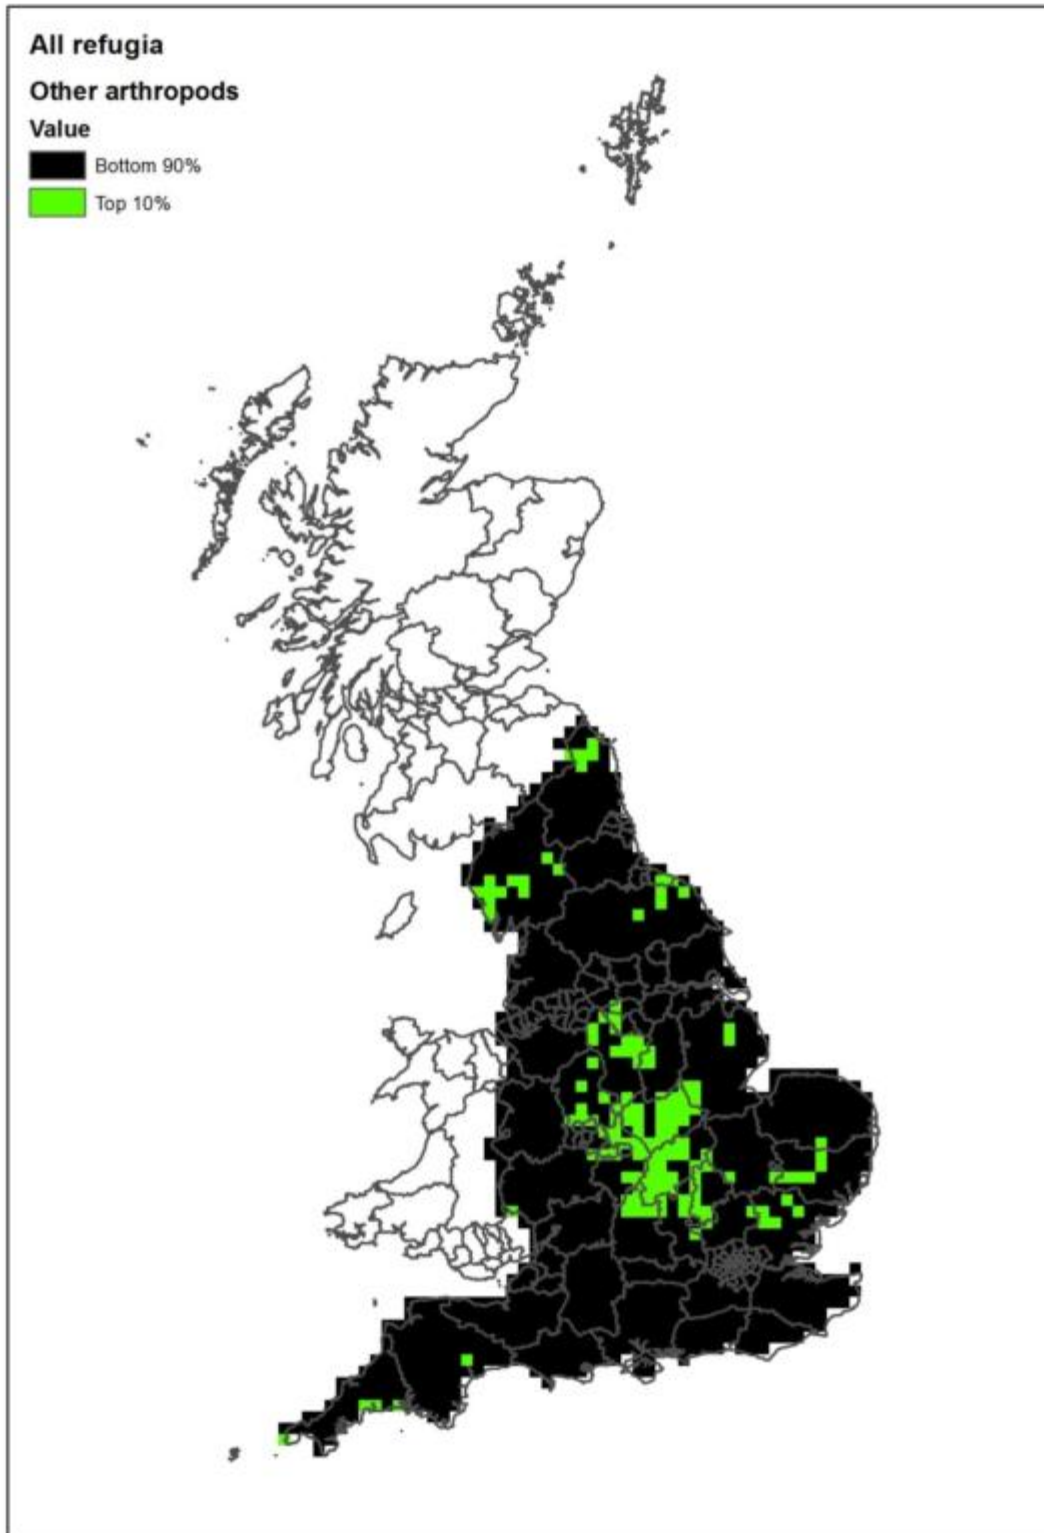 All refugia
Other arthropods
Value
Bottom 90%
Top 10%